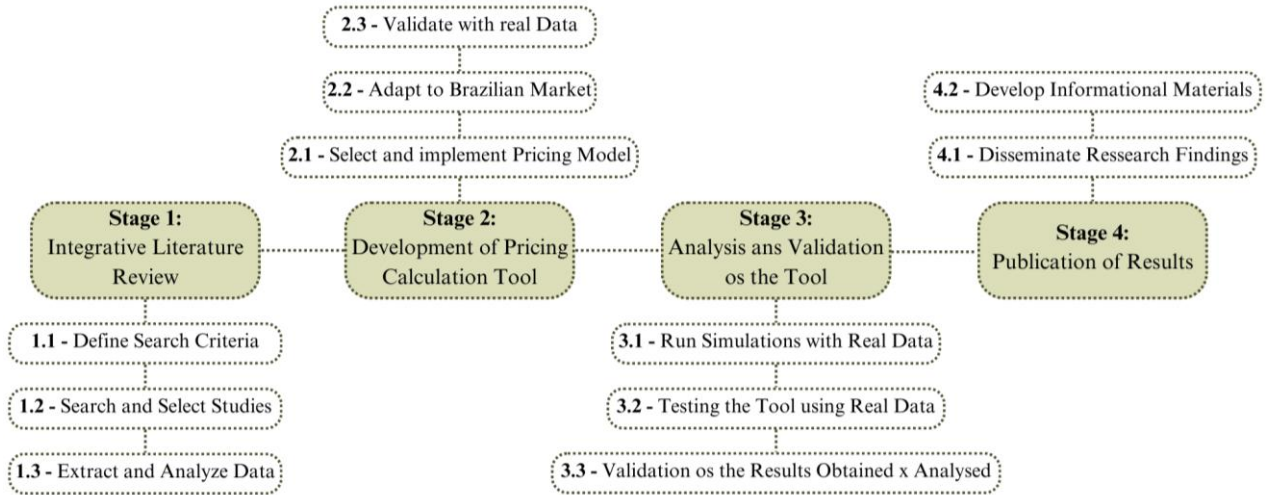 2.3 - Validate with real Data
2.2 - Adapt to Brazilian Market
4.2 - Develop Informational Materials
2.1 - Select and implement Pricing Model
4.1 - Disseminate Ressearch Findings
Stage 1:
Integrative Literature
Review
Stage 2:
Development of Pricing
Calculation Tool
Stage 3:
Analysis ans Validation
os the Tool
Stage 4:
Publication of Results
1.1 - Define Search Criteria
3.1 - Run Simulations with Real Data
1.2 - Search and Select Studies
3.2 - Testing the Tool using Real Data
1.3 - Extract and Analyze Data
3.3 - Validation os the Results Obtained x Analysed